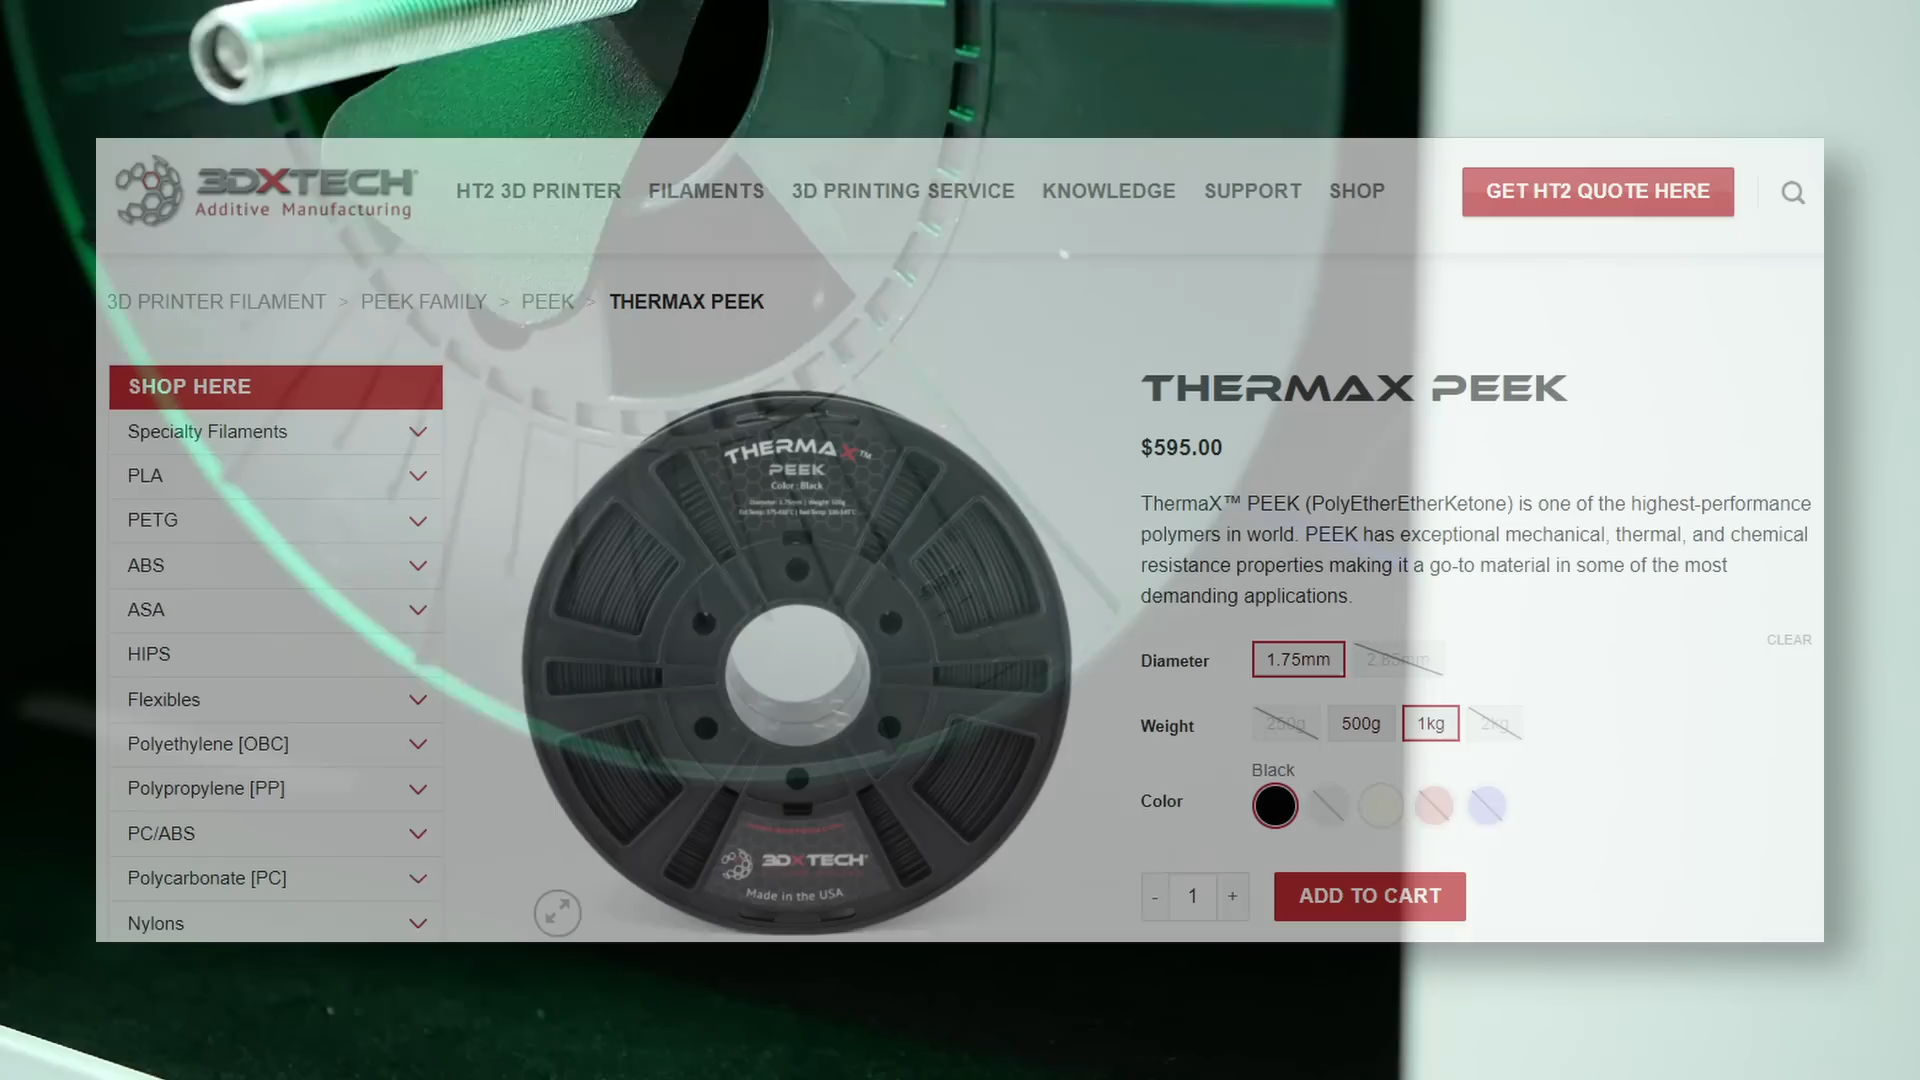 3DXTECH
Additive Manufacturing
HT2 3D PRINTER FILAMENTS 3D PRINTING SERVICE KNOWLEDGE SUPPORT SHOP
GET HT2 QUOTE HERE
3D PRINTER FILAMENT > PEEK FAMILY > PEEK > THERMAX PEEK
SHOP HERE
Specialty Filaments
PLA
PETG
ABS
ASA
HIPS
Flexibles
Polyethylene [OBC]
Polypropylene [PP]
PC/ABS
Polycarbonate [PC]
Nylons
THERMAX™
PEEK
Color: Black
3DXTECH
Made in the USA
THERMAX PEEK
$595.00
ThermaX™ PEEK (PolyEtherEtherKetone) is one of the highest-performance
polymers in world. PEEK has exceptional mechanical, thermal, and chemical
resistance properties making it a go-to material in some of the most
demanding applications.
CLEAR
Diameter 1.75mm 2.85mm
Weight 250g 500g 1kg 2kg
Black
Color
- 1 +
ADD TO CART